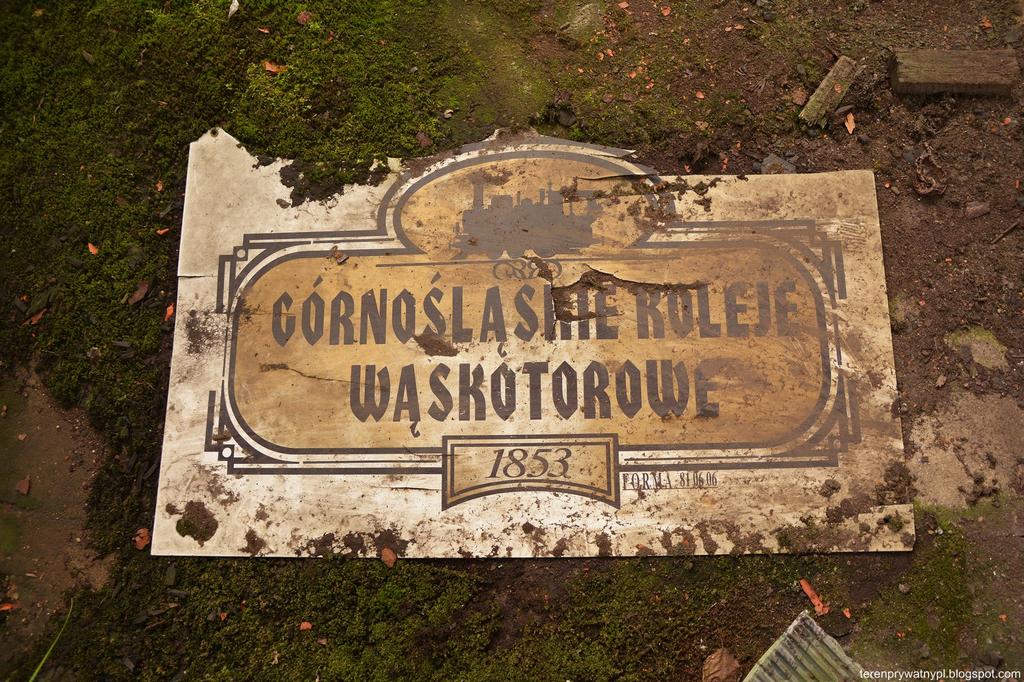 GÓRNOŚLĄSKIE KOLEJE
WĄSKOTOROWE
1853
FORMA 81 06 06
terenprywatnypl.blogspot.com